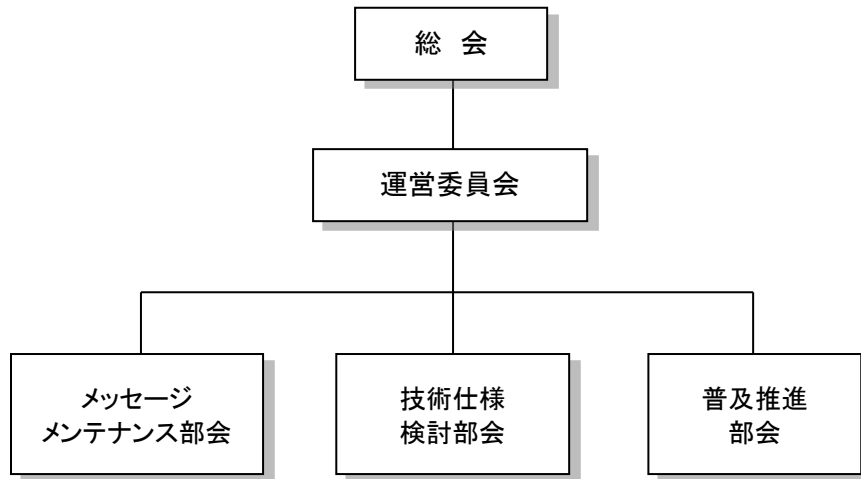 総 会
運営委員会
メッセージ
メンテナンス部会
技術仕様
検討部会
普及推進
部会